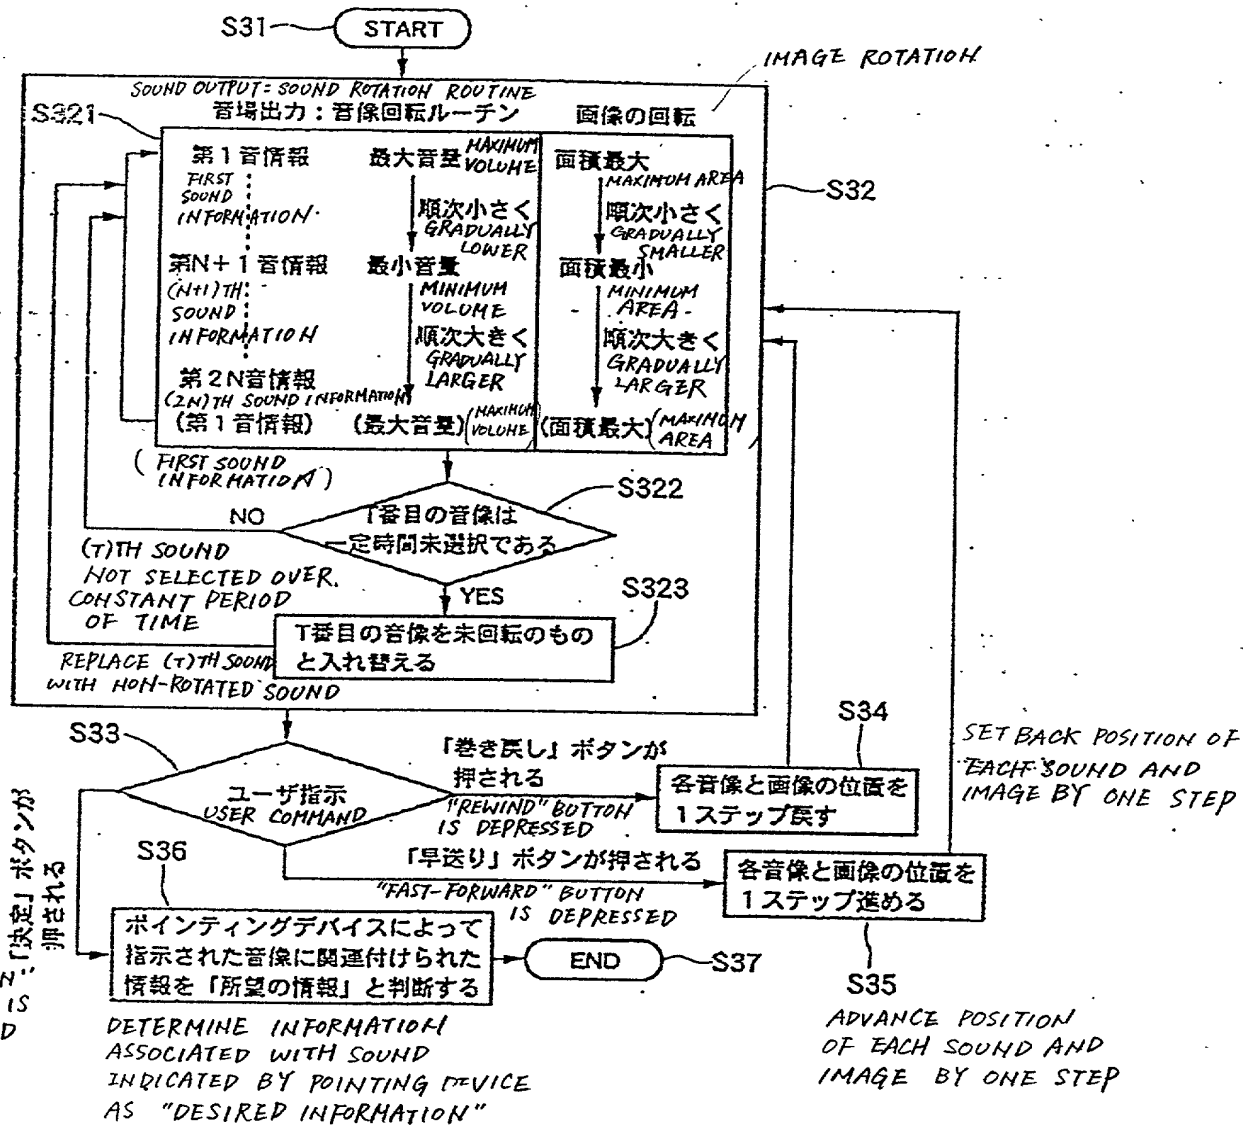 S31
START
IMAGE ROTATION
SOUND OUTPUT: SOUND ROTATION ROUTINE
音場出力：音像回転ルーチン
画像の回転
S321
第1音情報
FIRST
SOUND
INFORMATION
最大音量
MAXIMUM
VOLUME
面積最大
MAXIMUM AREA
S32
順次小さく
GRADUALLY
LOWER
順次小さく
GRADUALLY
SMALLER
第N＋1音情報
(N+1)TH
SOUND
INFORMATION
最小音量
MINIMUM
VOLUME
面積最小
MINIMUM
AREA
順次大きく
GRADUALLY
LARGER
順次大きく
GRADUALLY
LARGER
第2N音情報
(2N)TH SOUND INFORMATION
(第1音情報)
(最大音量)
(MAXIMUM
VOLUME)
(面積最大)
(MAXIMUM
AREA)
(FIRST SOUND
INFORMATION)
S322
NO
T番目の音像は
一定時間未選択である
(T)TH SOUND
NOT SELECTED OVER
CONSTANT PERIOD
OF TIME
YES
S323
T番目の音像を未回転のもの
と入れ替える
REPLACE (T)TH SOUND
WITH NON-ROTATED SOUND
S33
ユーザ指示
USER COMMAND
「巻き戻し」ボタンが
押される
"REWIND" BUTTON
IS DEPRESSED
S34
各音像と画像の位置を
1ステップ戻す
SET BACK POSITION OF
EACH SOUND AND
IMAGE BY ONE STEP
「早送り」ボタンが押される
"FAST-FORWARD" BUTTON
IS DEPRESSED
各音像と画像の位置を
1ステップ進める
S35
ADVANCE POSITION
OF EACH SOUND AND
IMAGE BY ONE STEP
「決定」ボタンが
押される
N
IS
D
S36
ポインティングデバイスによって
指示された音像に関連付けられた
情報を「所望の情報」と判断する
DETERMINE INFORMATION
ASSOCIATED WITH SOUND
INDICATED BY POINTING DEVICE
AS "DESIRED INFORMATION"
END
S37